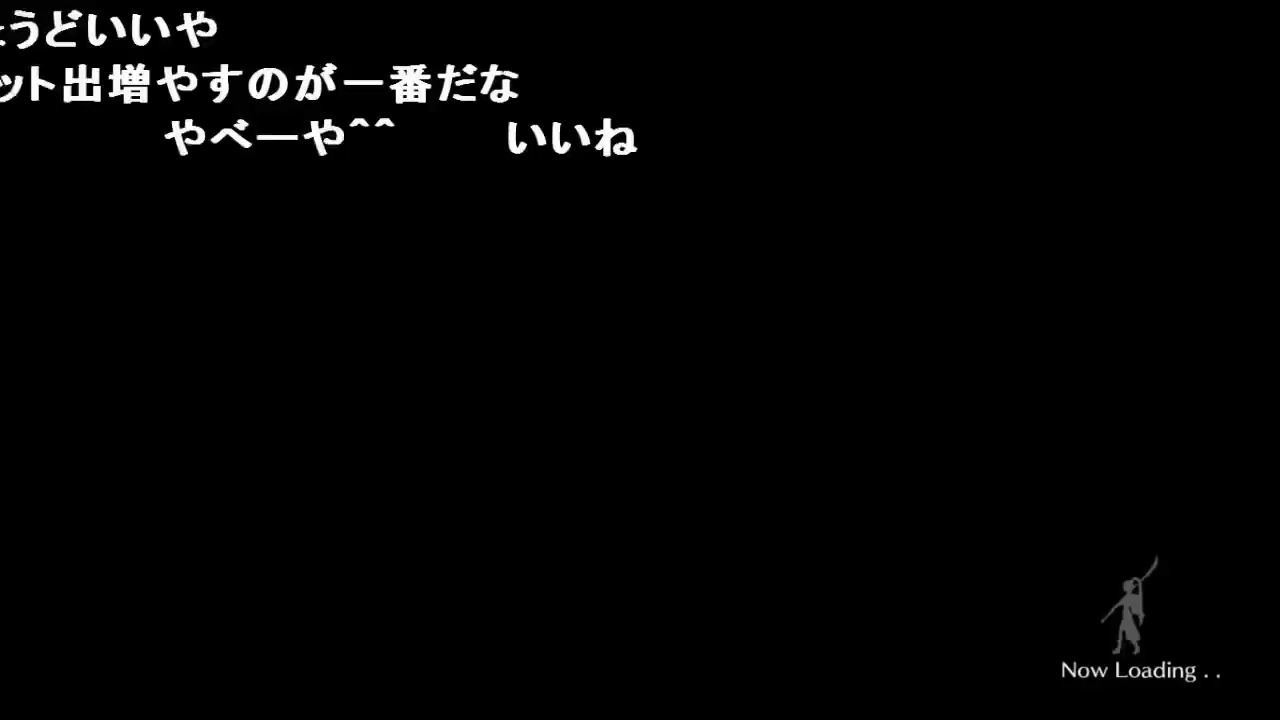 ょうどいいや
ット出増やすのが一番だな
やべーや^^ いいね
Now Loading . .